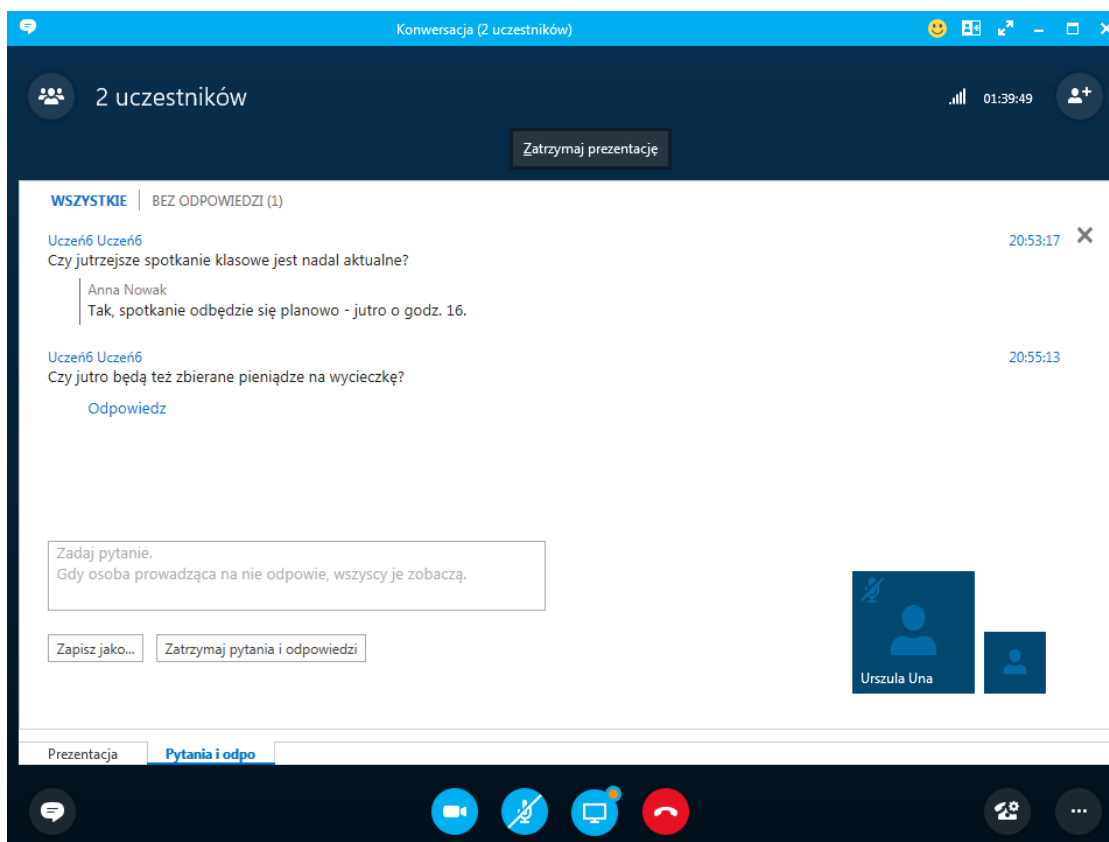 Konwersacja (2 uczestników)
2 uczestników
01:39:49
Zatrzymaj prezentację
WSZYSTKIE BEZ ODPOWIEDZI (1)
Uczeń6 Uczeń6 20:53:17
Czy jutrzejsze spotkanie klasowe jest nadal aktualne?
Anna Nowak
Tak, spotkanie odbędzie się planowo - jutro o godz. 16.
Uczeń6 Uczeń6 20:55:13
Czy jutro będą też zbierane pieniądze na wycieczkę?
Odpowiedz
Zadaj pytanie.
Gdy osoba prowadząca na nie odpowie, wszyscy je zobaczą.
Zapisz jako... Zatrzymaj pytania i odpowiedzi
Urszula Una
Prezentacja Pytania i odpo